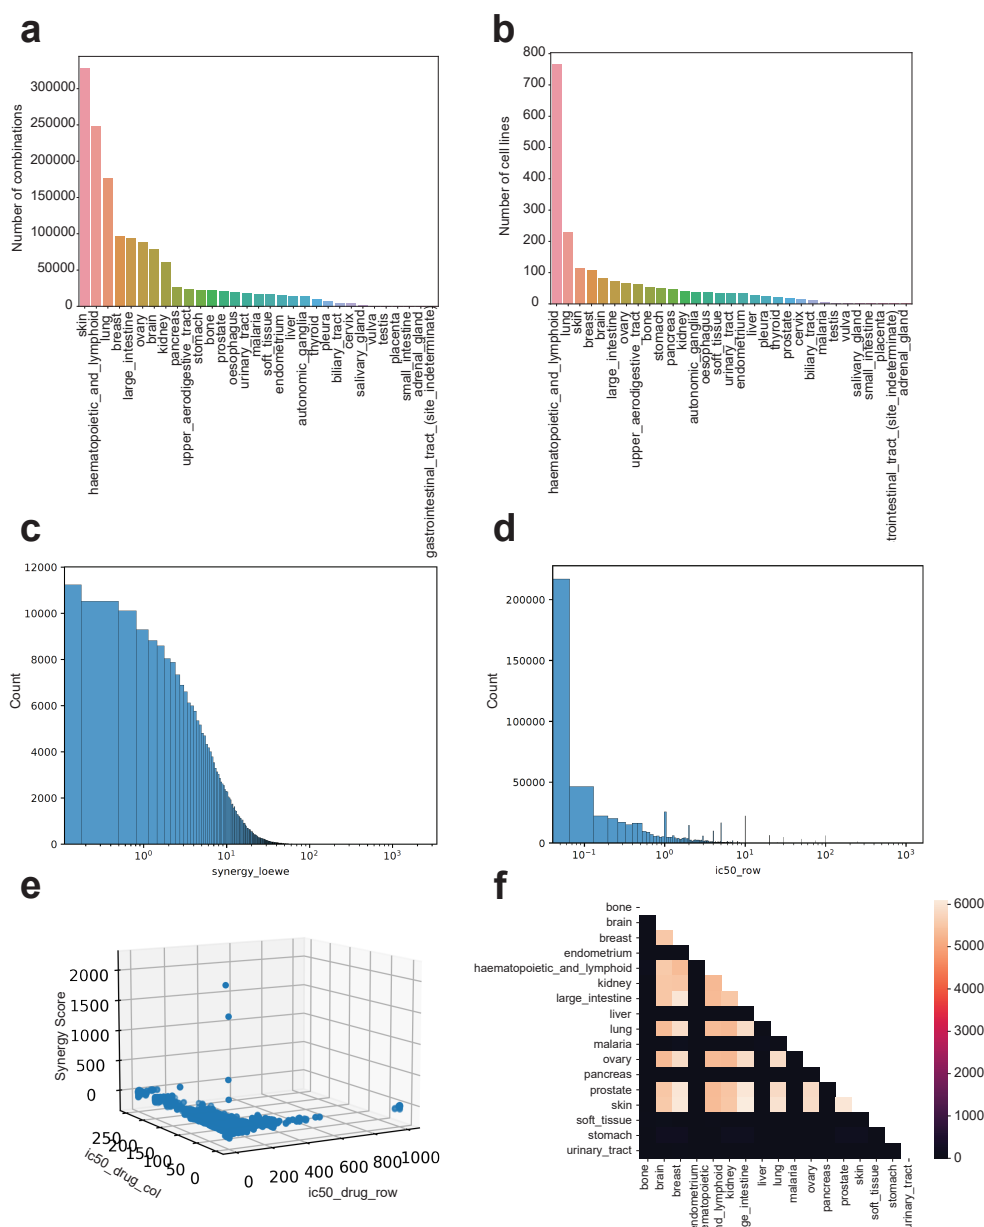 a
Number of combinations
300000
250000
200000
150000
100000
50000
0
skin
haematopoietic_and_lymphoid
lung
breast
large_intestine
ovary
brain
kidney
pancreas
upper_aerodigestive_tract
stomach
bone
prostate
oesophagus
urinary_tract
malaria
soft_tissue
endometrium
liver
autonomic_ganglia
thyroid
pleura
biliary_tract
cervix
salivary_gland
vulva
testis
placenta
small_intestine
adrenal_gland
gastrointestinal_tract_(site_indeterminate)
b
Number of cell lines
800
700
600
500
400
300
200
100
0
haematopoietic_and_lymphoid
lung
skin
breast
brain
large_intestine
ovary
upper_aerodigestive_tract
bone
stomach
pancreas
kidney
autonomic_ganglia
oesophagus
soft_tissue
urinary_tract
endometrium
liver
pleura
thyroid
prostate
cervix
biliary_tract
malaria
testis
vulva
salivary_gland
small_intestine
placenta
trointestinal_tract_(site_indeterminate)
adrenal_gland
c
Count
12000
10000
8000
6000
4000
2000
0
10⁰
10¹
10²
10³
synergy_loewe
d
Count
200000
150000
100000
50000
0
10⁻¹
10⁰
10¹
10²
10³
ic50_row
e
Synergy Score
2000
1500
1000
500
0
250
200
150
100
50
0
ic50_drug_col
0
200
400
600
800
1000
ic50_drug_row
f
bone
brain
breast
endometrium
haematopoietic_and_lymphoid
kidney
large_intestine
liver
lung
malaria
ovary
pancreas
prostate
skin
soft_tissue
stomach
urinary_tract
bone
brain
breast
endometrium
ematopoietic
nd_lymphoid
kidney
ge_intestine
liver
lung
malaria
ovary
pancreas
prostate
skin
soft_tissue
stomach
urinary_tract
6000
5000
4000
3000
2000
1000
0